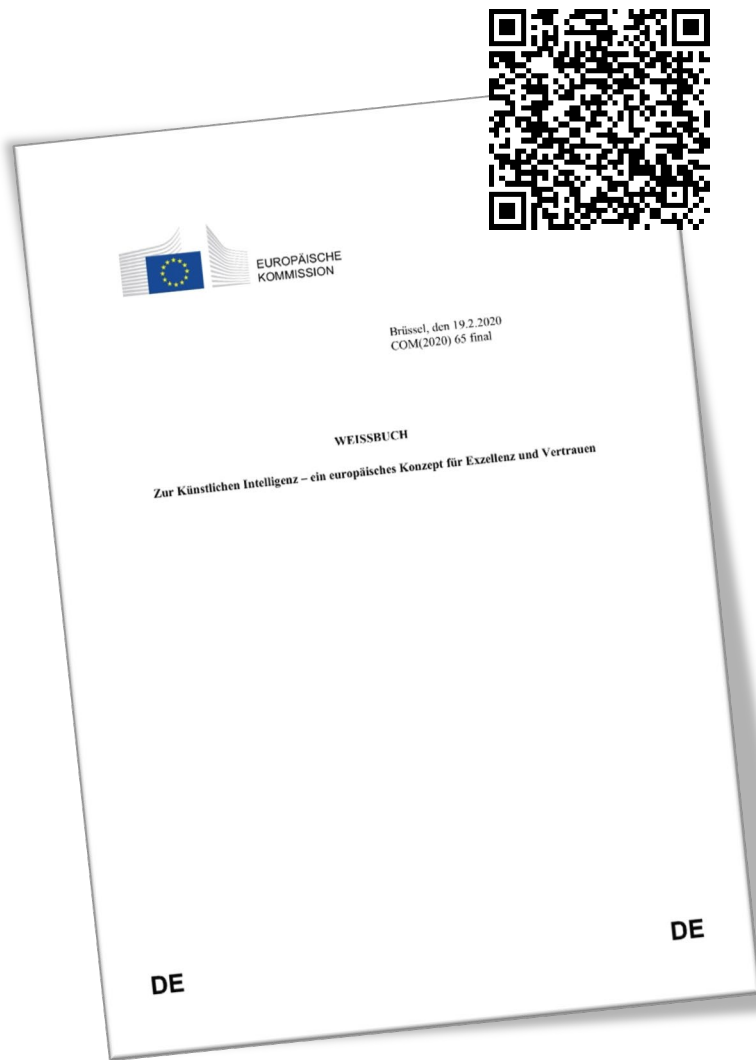 EUROPÄISCHE
KOMMISSION
Brüssel, den 19.2.2020
COM(2020) 65 final
WEISSBUCH
Zur Künstlichen Intelligenz – ein europäisches Konzept für Exzellenz und Vertrauen
DE
DE